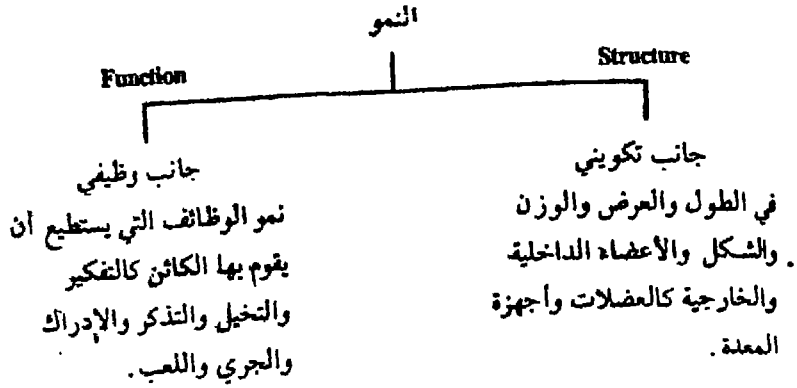 النمو
Structure
Function
جانب تكويني
في الطول والعرض والوزن
والشكل والأعضاء الداخلية
والخارجية كالعضلات وأجهزة
المعدة.
جانب وظيفي
نمو الوظائف التي يستطيع أن
يقوم بها الكائن كالتفكير
والتخيل والتذكر والإدراك
والجري واللعب.